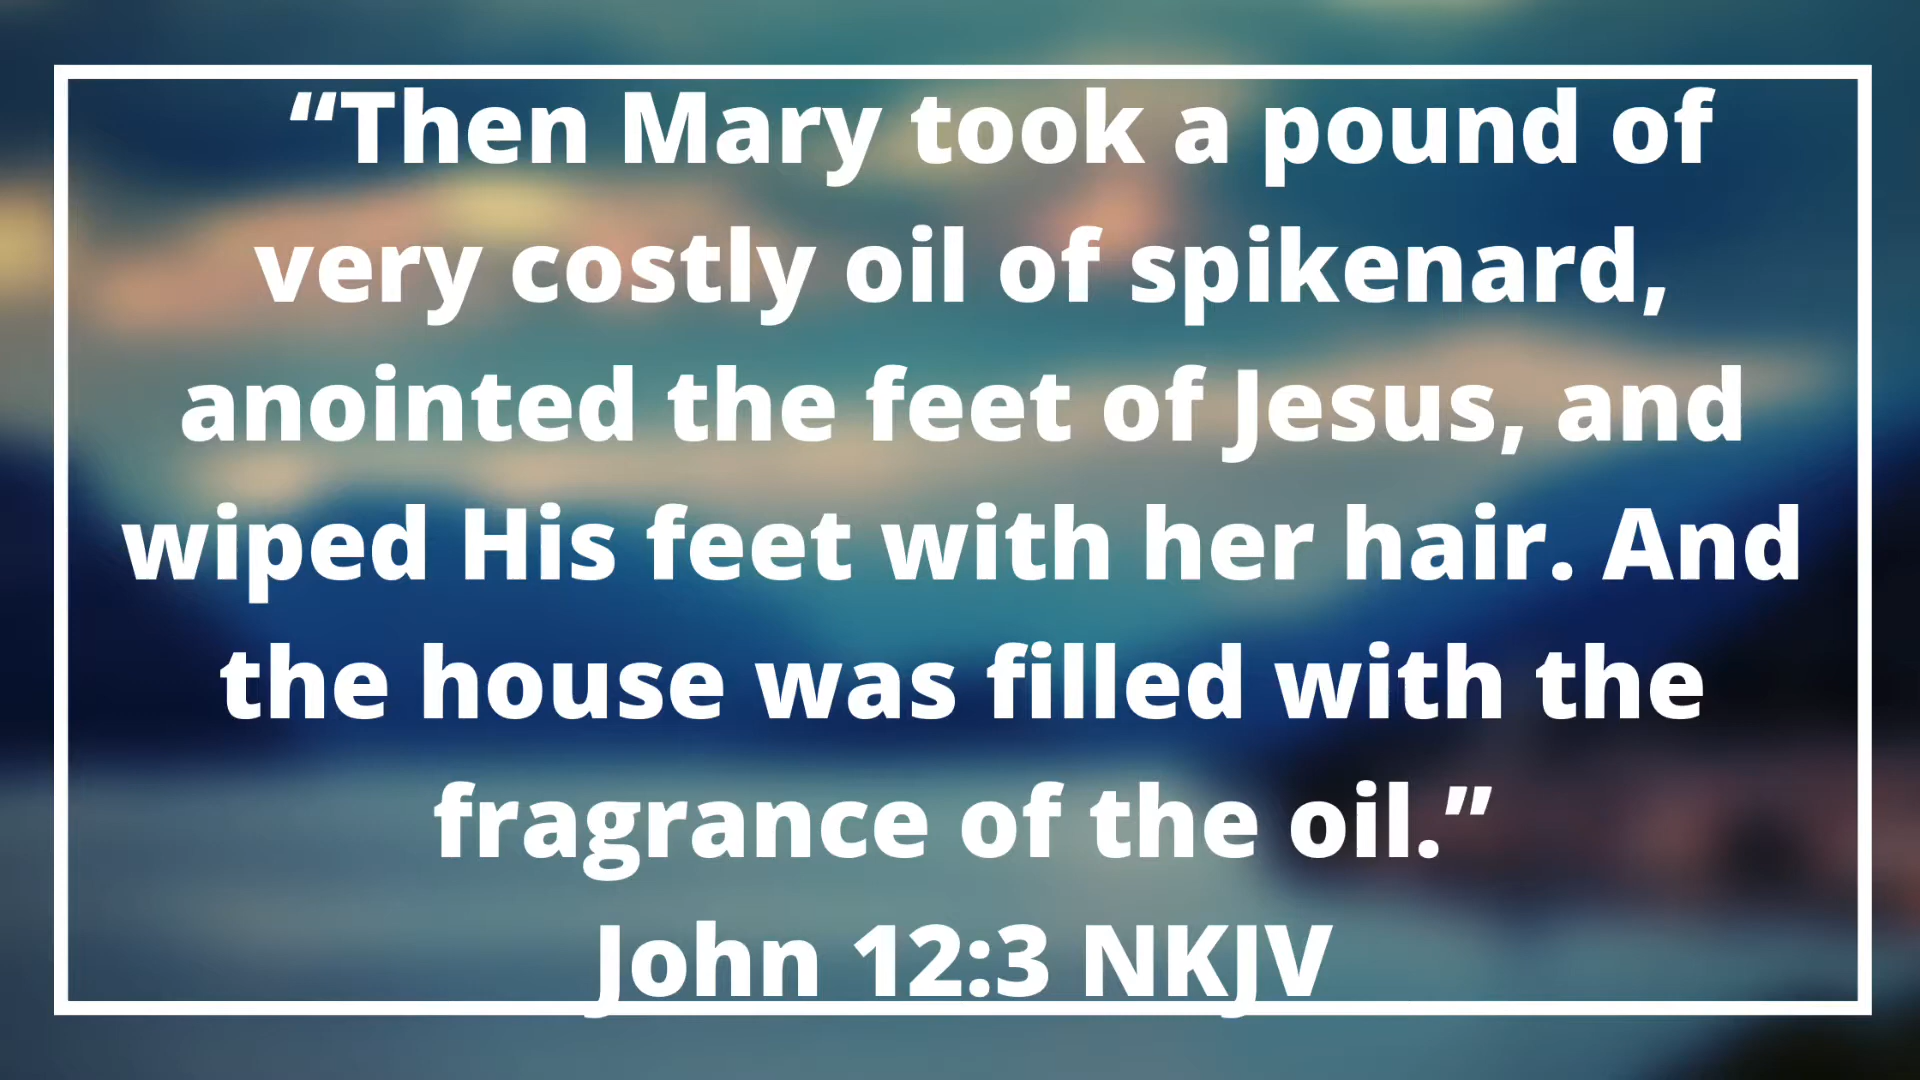 “Then Mary took a pound of
very costly oil of spikenard,
anointed the feet of Jesus, and
wiped His feet with her hair. And
the house was filled with the
fragrance of the oil.”
John 12:3 NKJV